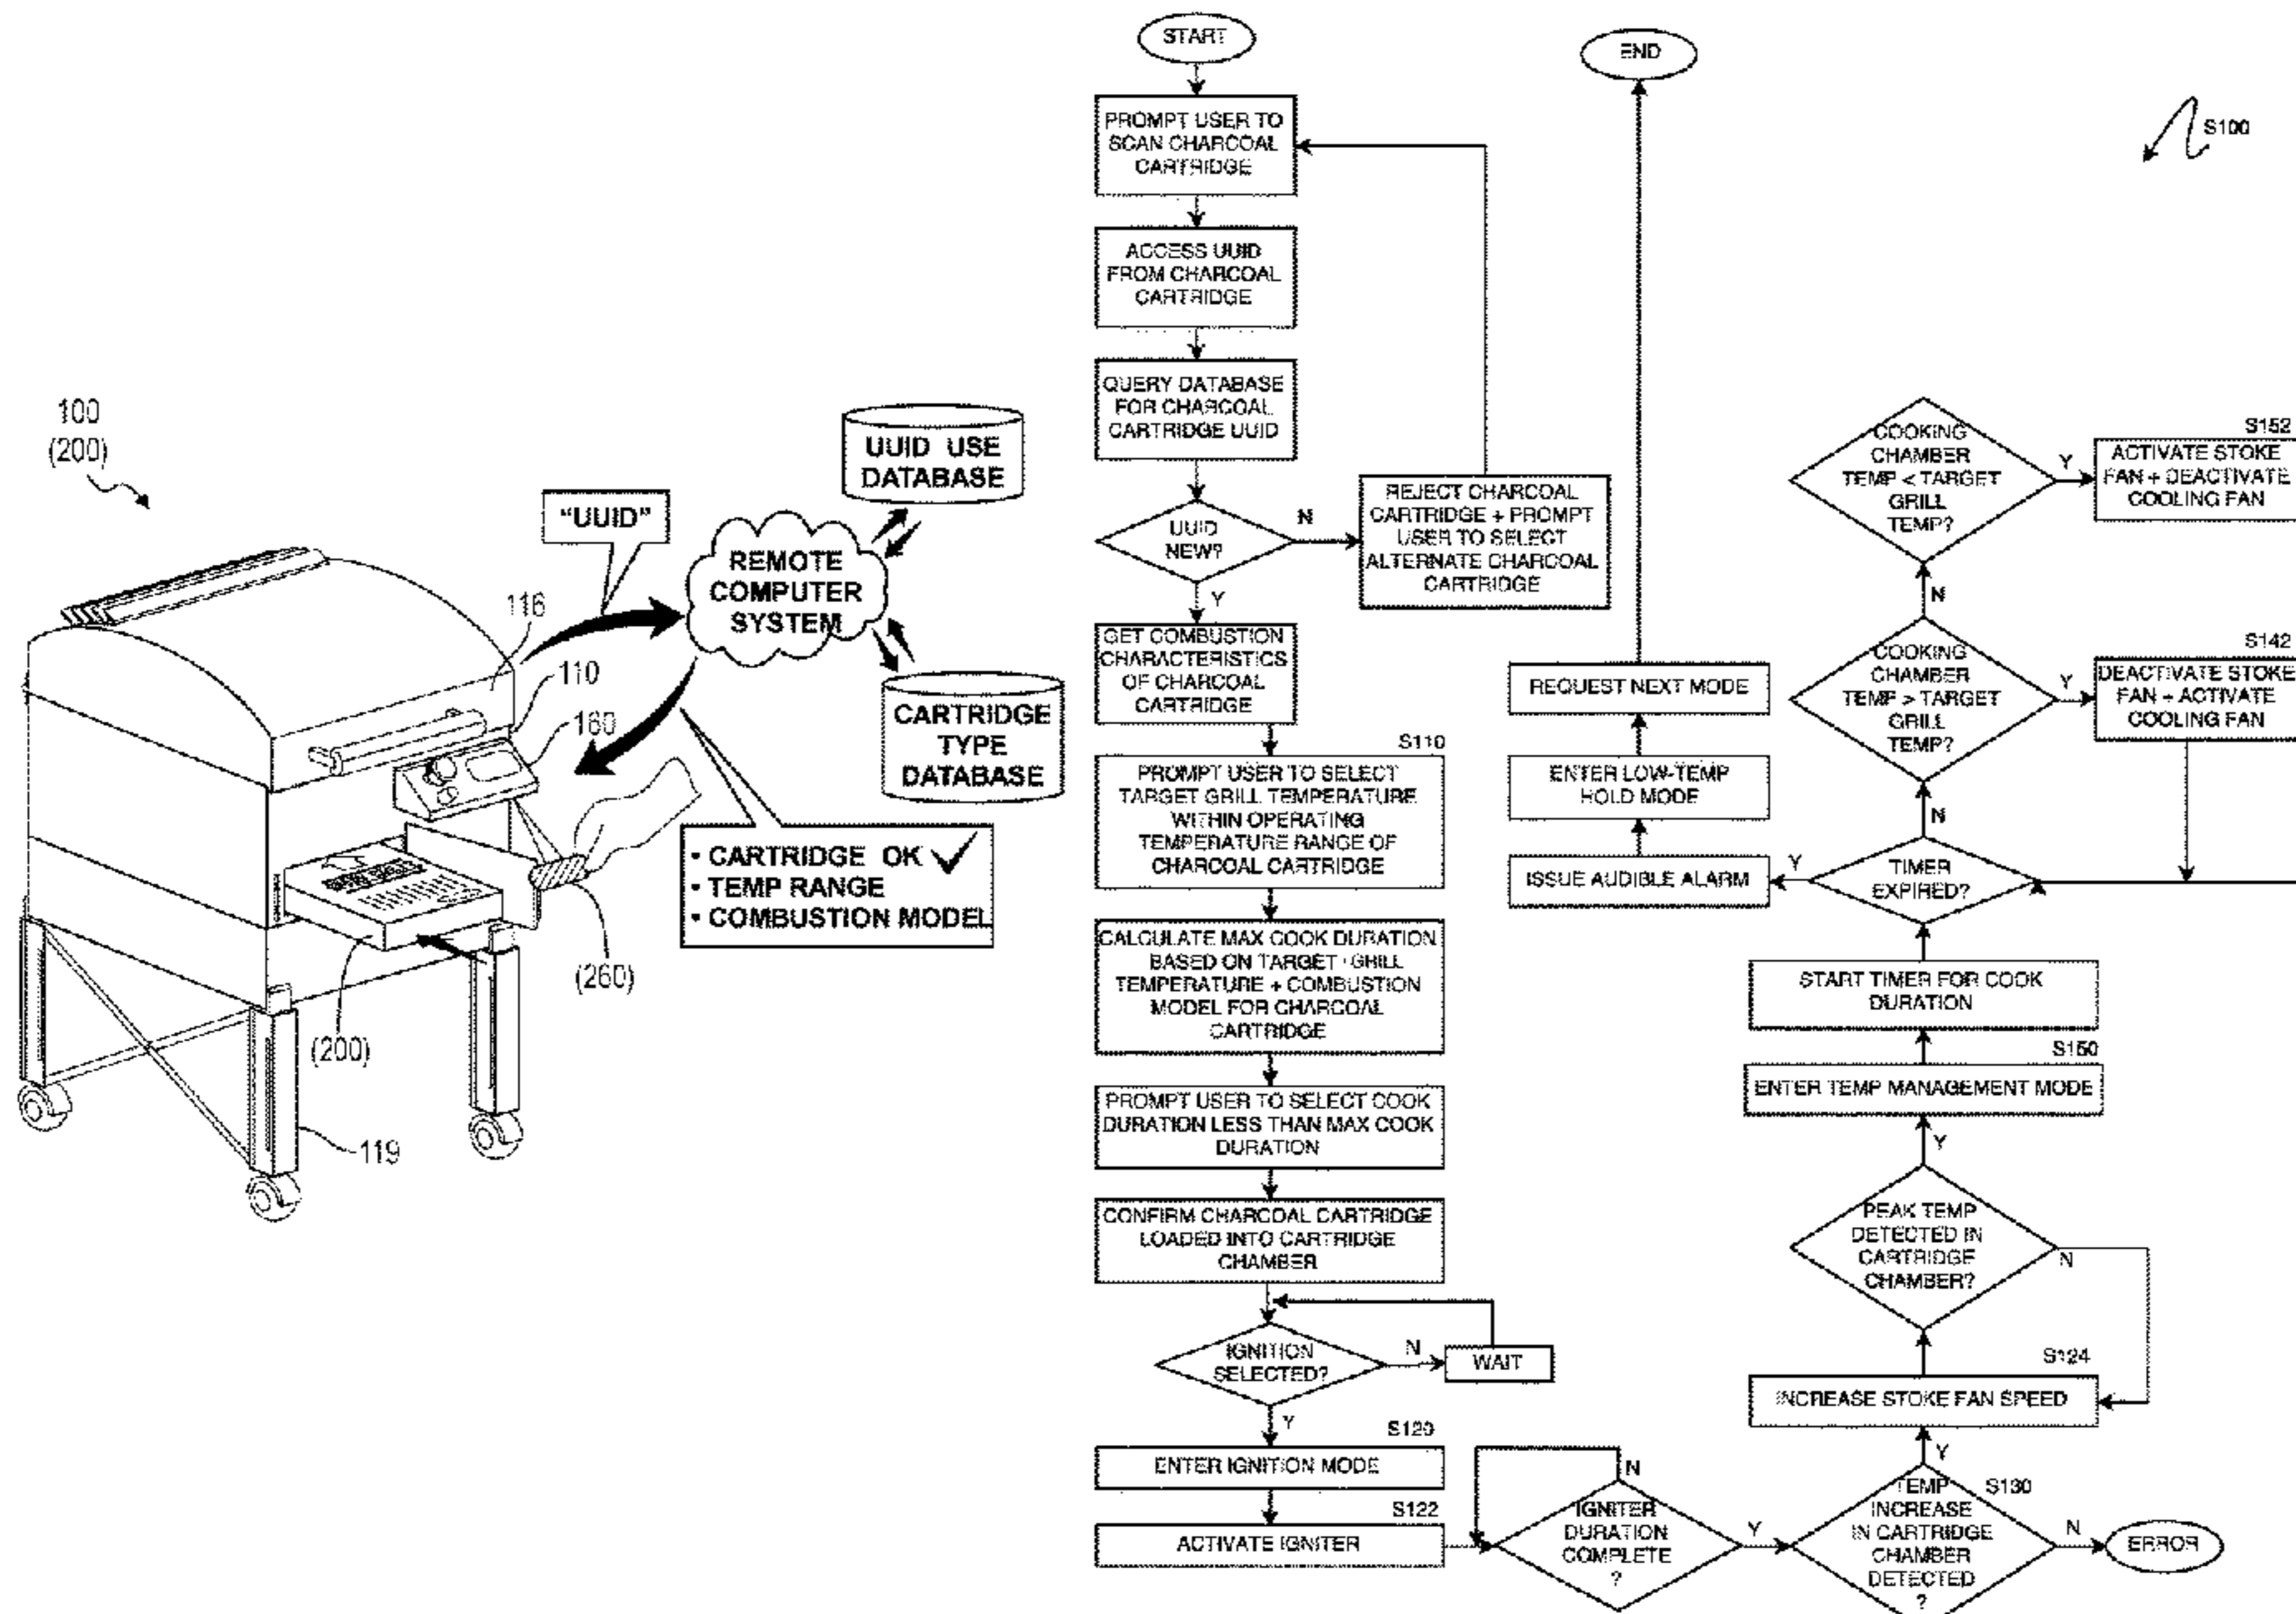 100
(200)
"UUID"
UUID USE
DATABASE
REMOTE
COMPUTER
SYSTEM
116
110
160
CARTRIDGE
TYPE
DATABASE
• CARTRIDGE OK ✓
• TEMP RANGE
• COMBUSTION MODEL
(260)
(200)
119
START
PROMPT USER TO
SCAN CHARCOAL
CARTRIDGE
ACCESS UUID
FROM CHARCOAL
CARTRIDGE
QUERY DATABASE
FOR CHARCOAL
CARTRIDGE UUID
UUID
NEW?
N
REJECT CHARCOAL
CARTRIDGE + PROMPT
USER TO SELECT
ALTERNATE CHARCOAL
CARTRIDGE
Y
GET COMBUSTION
CHARACTERISTICS
OF CHARCOAL
CARTRIDGE
S110
PROMPT USER TO SELECT
TARGET GRILL TEMPERATURE
WITHIN OPERATING
TEMPERATURE RANGE OF
CHARCOAL CARTRIDGE
CALCULATE MAX COOK DURATION
BASED ON TARGET GRILL
TEMPERATURE + COMBUSTION
MODEL FOR CHARCOAL
CARTRIDGE
PROMPT USER TO SELECT COOK
DURATION LESS THAN MAX COOK
DURATION
CONFIRM CHARCOAL CARTRIDGE
LOADED INTO CARTRIDGE
CHAMBER
IGNITION
SELECTED?
N
WAIT
Y
S120
ENTER IGNITION MODE
S122
ACTIVATE IGNITER
IGNITER
DURATION
COMPLETE
?
N
Y
S130
TEMP
INCREASE
IN CARTRIDGE
CHAMBER
DETECTED
?
N
ERROR
Y
S124
INCREASE STOKE FAN SPEED
PEAK TEMP
DETECTED IN
CARTRIDGE
CHAMBER?
N
Y
ENTER TEMP MANAGEMENT MODE
S150
START TIMER FOR COOK
DURATION
TIMER
EXPIRED?
Y
ISSUE AUDIBLE ALARM
ENTER LOW-TEMP
HOLD MODE
REQUEST NEXT MODE
END
N
COOKING
CHAMBER
TEMP > TARGET
GRILL
TEMP?
Y
S142
DEACTIVATE STOKE
FAN + ACTIVATE
COOLING FAN
N
COOKING
CHAMBER
TEMP < TARGET
GRILL
TEMP?
Y
S152
ACTIVATE STOKE
FAN + DEACTIVATE
COOLING FAN
S100